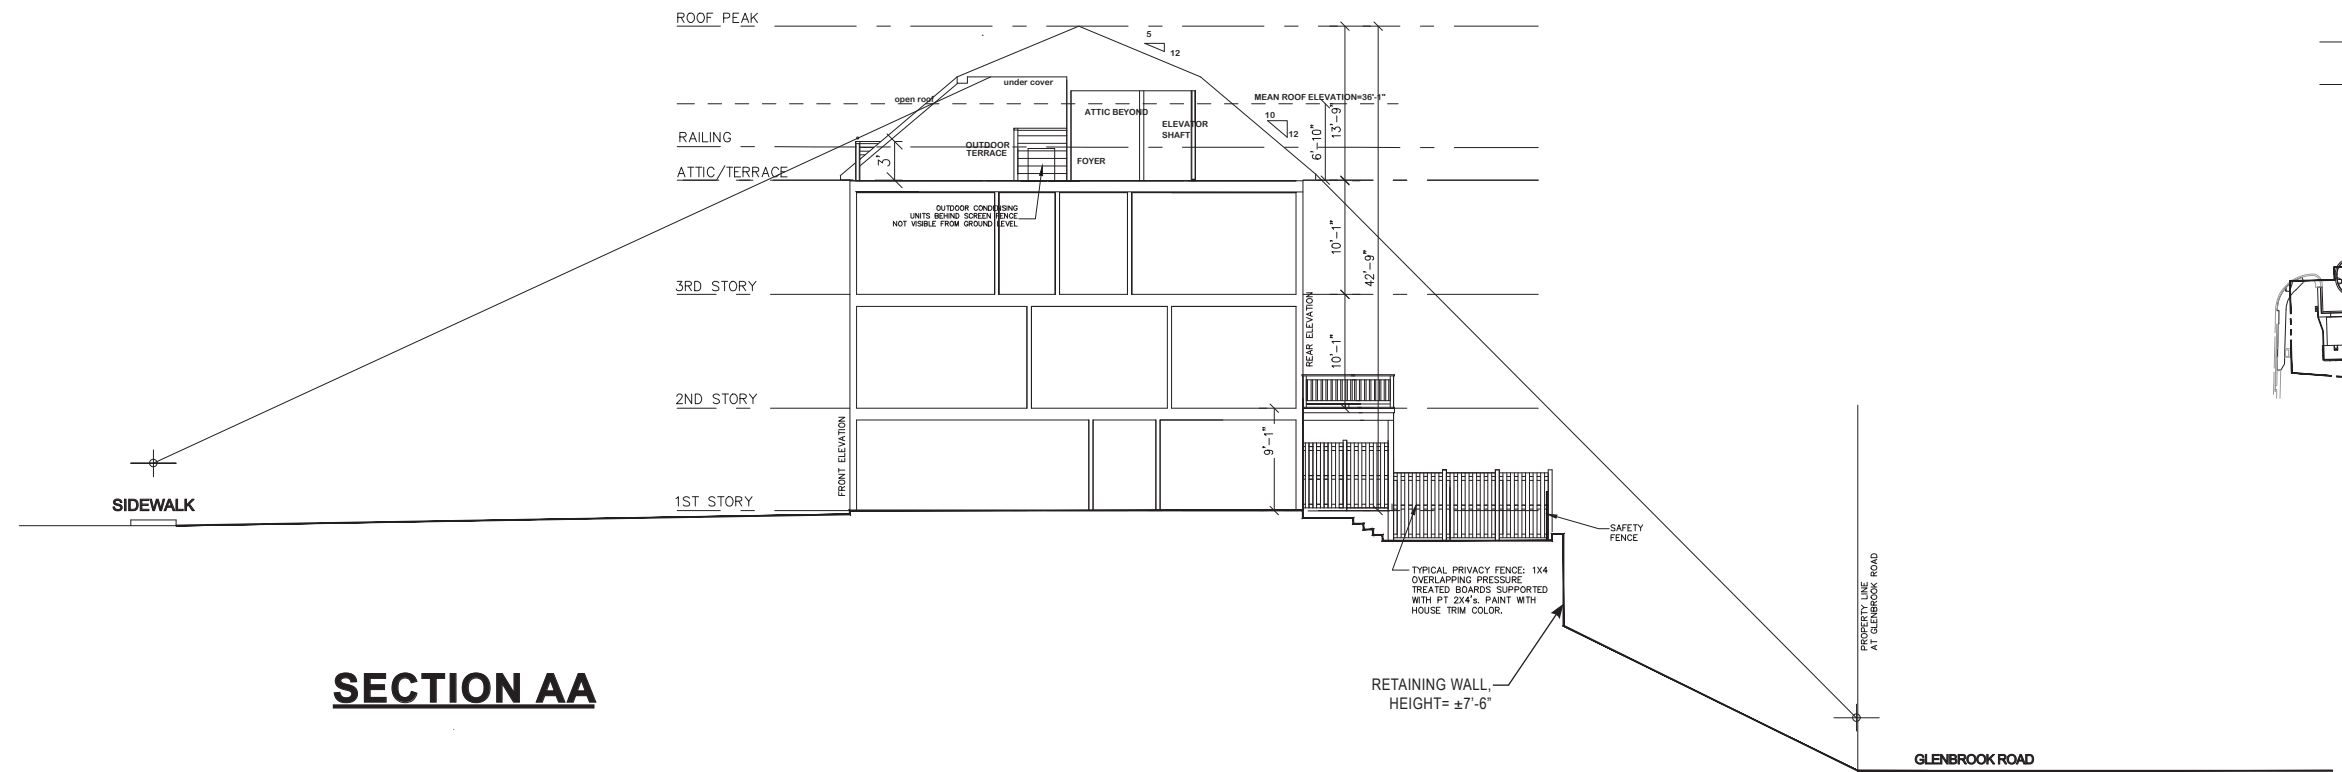 ROOF PEAK
5
12
under cover
open roof
MEAN ROOF ELEVATION=36'-1"
ATTIC BEYOND
ELEVATOR
SHAFT
10
12
13'-9"
6'-10"
RAILING
OUTDOOR
TERRACE
3'
FOYER
ATTIC/TERRACE
OUTDOOR CONDENSING
UNITS BEHIND SCREEN FENCE
NOT VISIBLE FROM GROUND LEVEL
10'-1"
42'-9"
3RD STORY
REAR ELEVATION
10'-1"
2ND STORY
FRONT ELEVATION
9'-1"
SIDEWALK
1ST STORY
SAFETY
FENCE
TYPICAL PRIVACY FENCE: 1X4
OVERLAPPING PRESSURE
TREATED BOARDS SUPPORTED
WITH PT 2X4's. PAINT WITH
HOUSE TRIM COLOR.
PROPERTY LINE
AT GLENBROOK ROAD
SECTION AA
RETAINING WALL,
HEIGHT= ±7'-6"
GLENBROOK ROAD